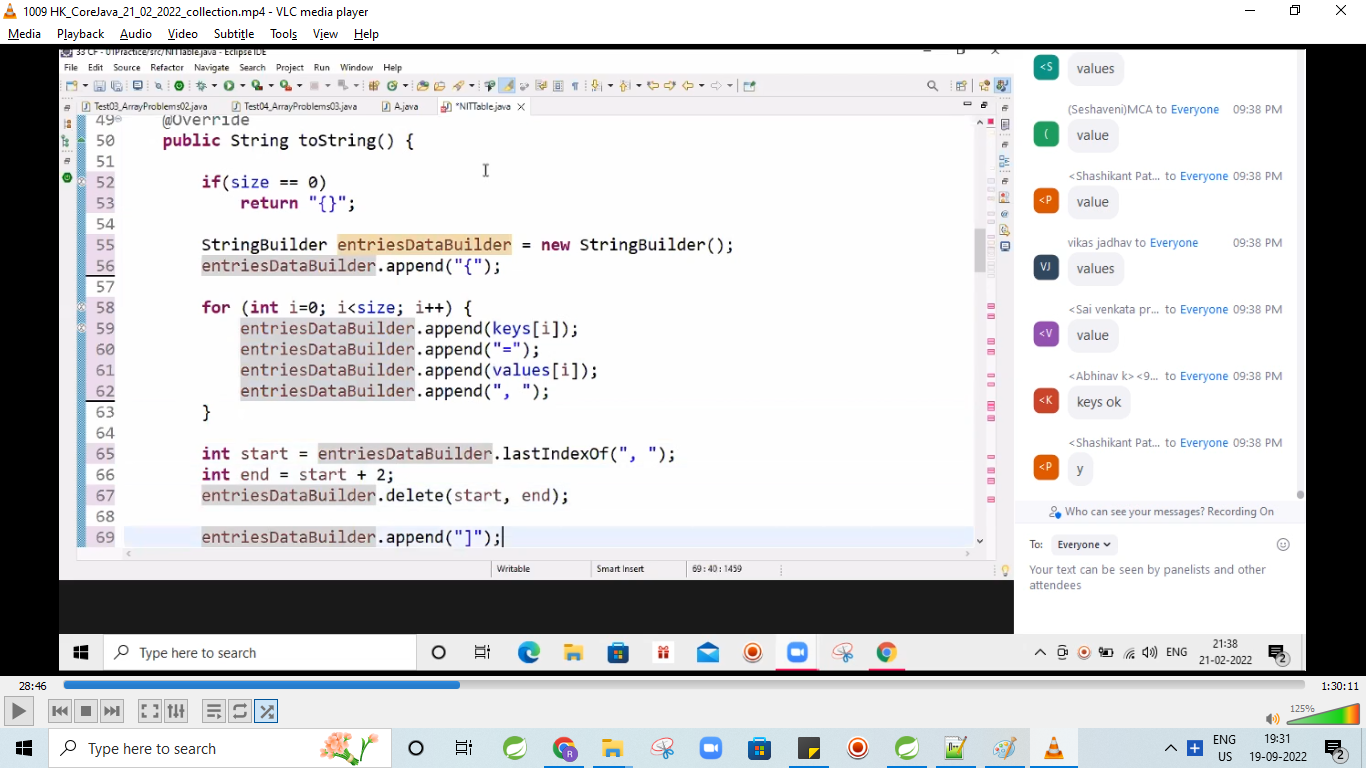 1009 HK_CoreJava_21_02_2022_collection.mp4 - VLC media player
Media Playback Audio Video Subtitle Tools View Help
33 CF - 01Practice/src/NITTable.java - Eclipse IDE
File Edit Source Refactor Navigate Search Project Run Window Help
Test03_ArrayProblems02.java Test04_ArrayProblems03.java A.java *NITTable.java
49 @Override
50 public String toString() {
51
52 if(size == 0)
53 return "{}";
54
55 StringBuilder entriesDataBuilder = new StringBuilder();
56 entriesDataBuilder.append("{");
57
58 for (int i=0; i<size; i++) {
59 entriesDataBuilder.append(keys[i]);
60 entriesDataBuilder.append("=");
61 entriesDataBuilder.append(values[i]);
62 entriesDataBuilder.append(", ");
63 }
64
65 int start = entriesDataBuilder.lastIndexOf(", ");
66 int end = start + 2;
67 entriesDataBuilder.delete(start, end);
68
69 entriesDataBuilder.append("]");
Writable Smart Insert 69 : 40 : 1459
<S values
(Seshaveni)MCA to Everyone 09:38 PM
( value
<Shashikant Pat... to Everyone 09:38 PM
<P value
vikas jadhav to Everyone 09:38 PM
VJ values
<Sai venkata pr... to Everyone 09:38 PM
<V value
<Abhinav k> <9... to Everyone 09:38 PM
<K keys ok
<Shashikant Pat... to Everyone 09:38 PM
<P y
Who can see your messages? Recording On
To: Everyone
Your text can be seen by panelists and other
attendees
Type here to search
ENG
21:38
21-02-2022
2
28:46 1:30:11
125%
Type here to search
R
ENG
US
19:31
19-09-2022
2